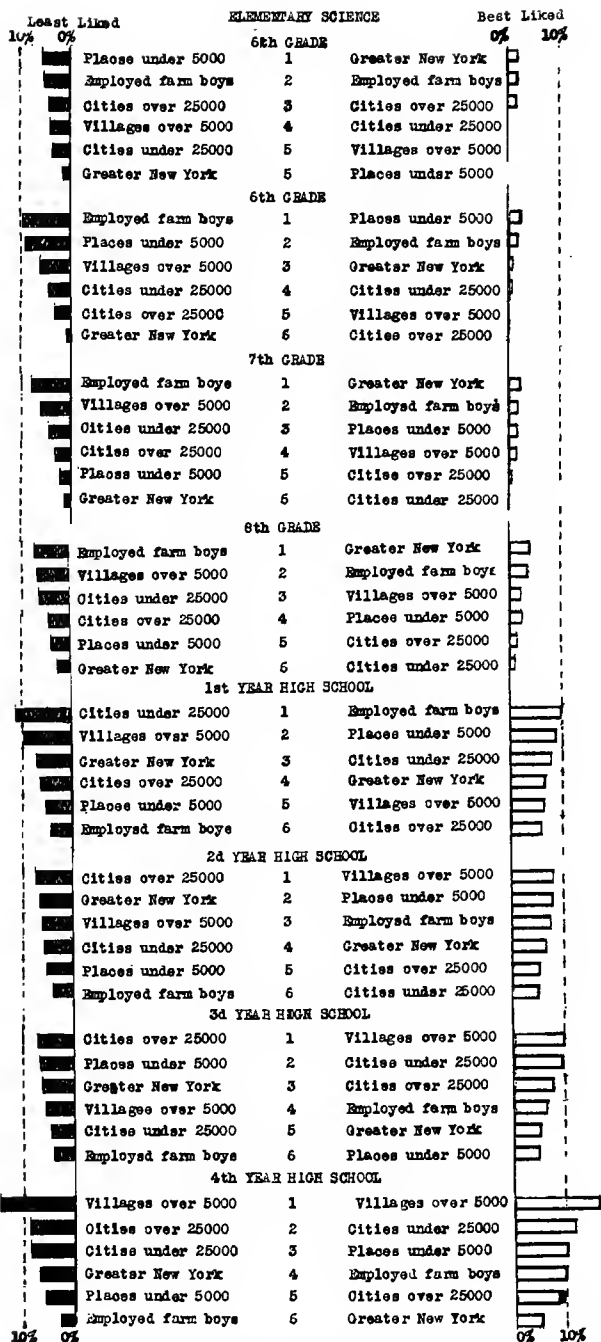 Least Liked ELEMENTARY SCIENCE Best Liked
10% 0% 0% 10%
6th GRADE
Plaose under 5000 1 Greater New York
Employed farm boys 2 Employed farm boys
Cities over 25000 3 Cities over 25000
Villages over 5000 4 Cities under 25000
Cities under 25000 5 Villages over 5000
Greater New York 5 Places under 5000
6th GRADE
Employed farm boys 1 Places under 5000
Places under 5000 2 Employed farm boys
Villages over 5000 3 Greater New York
Cities under 25000 4 Cities under 25000
Cities over 25000 5 Villages over 5000
Greater New York 6 Cities over 25000
7th GRADE
Employed farm boye 1 Greater New York
Villages over 5000 2 Employsd farm boys
Cities under 25000 3 Places under 5000
Cities over 25000 4 Villages over 5000
Plaoss under 5000 5 Cities over 25000
Greater New York 6 Cities under 25000
8th GRADE
Employed farm boys 1 Greater New York
Villages over 5000 2 Employed farm boys
Cities under 25000 3 Villages over 5000
Cities over 25000 4 Places under 5000
Places under 5000 5 Cities over 25000
Greater New York 6 Cities under 25000
1st YEAR HIGH SCHOOL
Cities under 25000 1 Employed farm boys
Villages over 5000 2 Places under 5000
Greater New York 3 Cities under 25000
Cities over 25000 4 Greater New York
Plaoes under 5000 5 Villages over 5000
Employsd farm boye 6 Cities over 25000
2d YEAR HIGH SCHOOL
Cities over 25000 1 Villages over 5000
Greater New York 2 Plaose under 5000
Villages over 5000 3 Employsd farm boys
Cities under 25000 4 Greater New York
Places under 5000 5 Cities over 25000
Employed farm boys 6 Cities under 25000
3d YEAR HIGH SCHOOL
Cities over 25000 1 Villages over 5000
Places under 5000 2 Cities under 25000
Greater New York 3 Cities over 25000
Villagee over 5000 4 Employed farm boys
Cities under 25000 5 Greater New York
Employsd farm boys 6 Places under 5000
4th YEAR HIGH SCHOOL
Villages over 5000 1 Villages over 5000
Oities over 25000 2 Cities under 25000
Citise under 25000 3 Places under 5000
Greatsr New York 4 Employed farm boys
Places under 5000 5 Cities over 25000
Employed farm boys 6 Greater New York
10% 0% 0% 10%